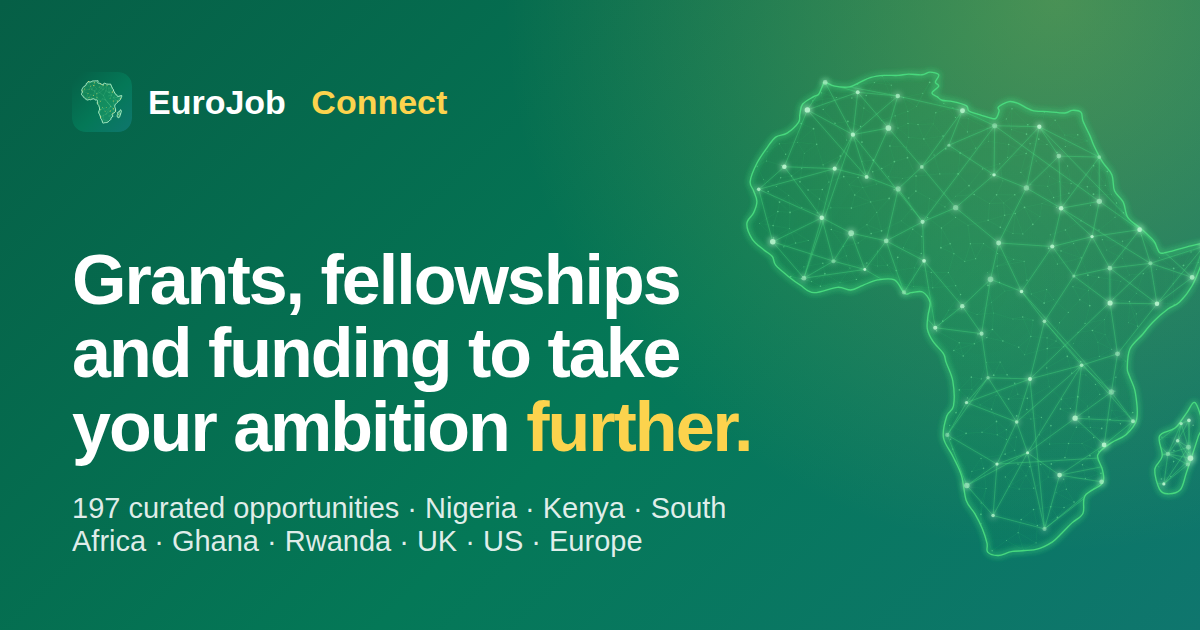 EuroJob Connect
Grants, fellowships
and funding to take
your ambition further.
197 curated opportunities · Nigeria · Kenya · South
Africa · Ghana · Rwanda · UK · US · Europe